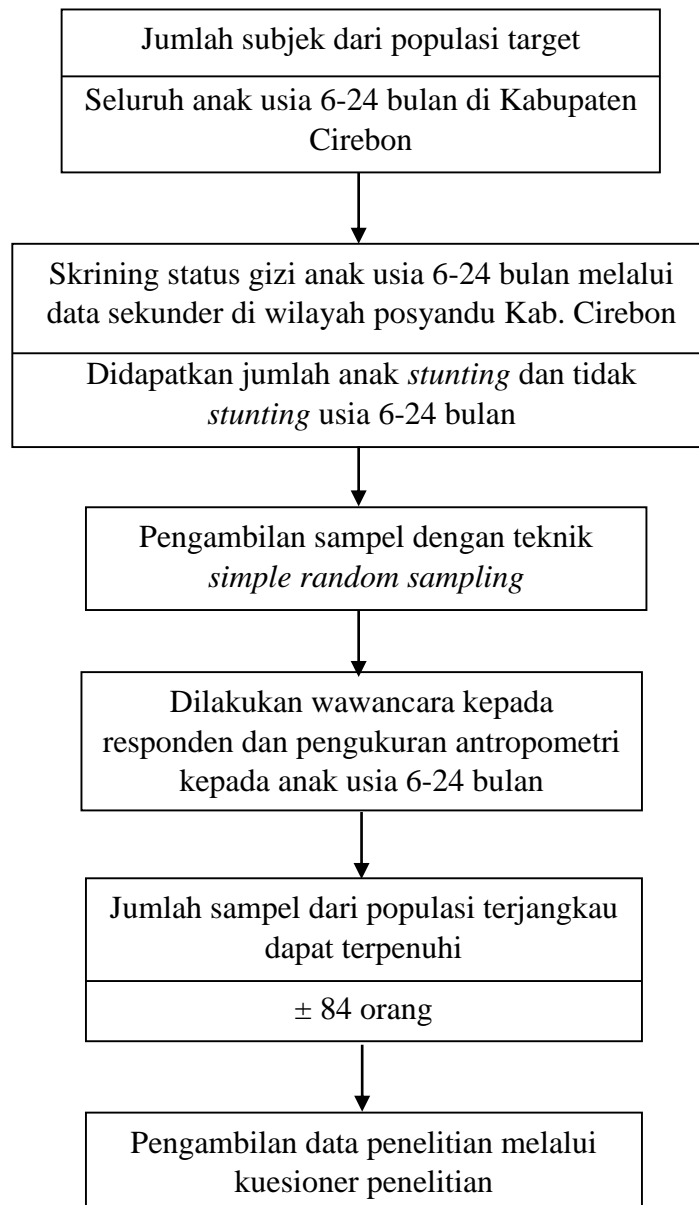 Jumlah subjek dari populasi target
Seluruh anak usia 6-24 bulan di Kabupaten
Cirebon
Skrining status gizi anak usia 6-24 bulan melalui
data sekunder di wilayah posyandu Kab. Cirebon
Didapatkan jumlah anak stunting dan tidak
stunting usia 6-24 bulan
Pengambilan sampel dengan teknik
simple random sampling
Dilakukan wawancara kepada
responden dan pengukuran antropometri
kepada anak usia 6-24 bulan
Jumlah sampel dari populasi terjangkau
dapat terpenuhi
± 84 orang
Pengambilan data penelitian melalui
kuesioner penelitian